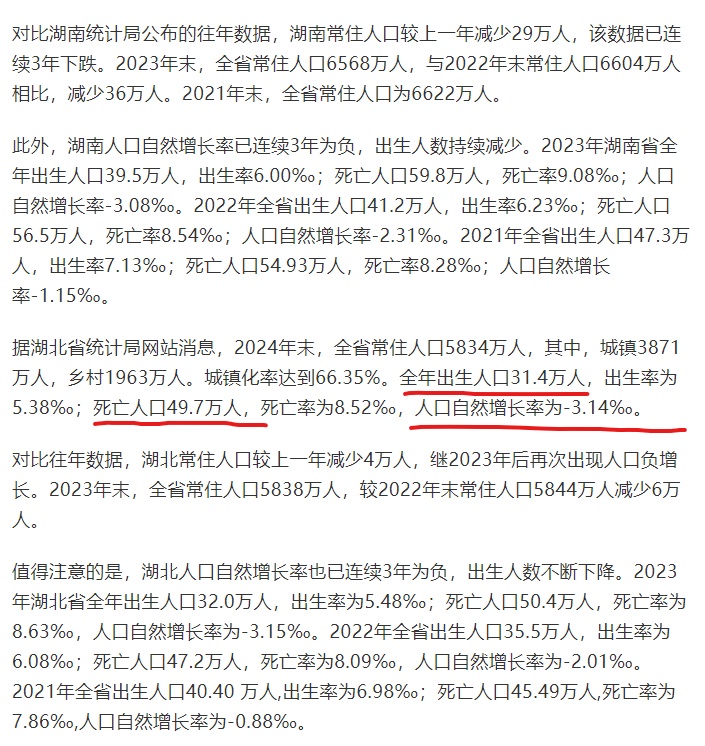 对比湖南统计局公布的往年数据，湖南常住人口较上一年减少29万人，该数据已连
续3年下跌。2023年末，全省常住人口6568万人，与2022年末常住人口6604万人
相比，减少36万人。2021年末，全省常住人口为6622万人。
此外，湖南人口自然增长率已连续3年为负，出生人数持续减少。2023年湖南省全
年出生人口39.5万人，出生率6.00‰；死亡人口59.8万人，死亡率9.08‰；人口
自然增长率-3.08‰。2022年全省出生人口41.2万人，出生率6.23‰；死亡人口
56.5万人，死亡率8.54‰；人口自然增长率-2.31‰。2021年全省出生人口47.3万
人，出生率7.13‰；死亡人口54.93万人，死亡率8.28‰；人口自然增长
率-1.15‰。
据湖北省统计局网站消息，2024年末，全省常住人口5834万人，其中，城镇3871
万人，乡村1963万人。城镇化率达到66.35%。全年出生人口31.4万人，出生率为
5.38‰；死亡人口49.7万人，死亡率为8.52‰，人口自然增长率为-3.14‰。
对比往年数据，湖北常住人口较上一年减少4万人，继2023年后再次出现人口负增
长。2023年末，全省常住人口5838万人，较2022年末常住人口5844万人减少6万
人。
值得注意的是，湖北人口自然增长率也已连续3年为负，出生人数不断下降。2023
年湖北省全年出生人口32.0万人，出生率为5.48‰；死亡人口50.4万人，死亡率为
8.63‰，人口自然增长率为-3.15‰。2022年全省出生人口35.5万人，出生率为
6.08‰；死亡人口47.2万人，死亡率为8.09‰，人口自然增长率为-2.01‰。
2021年全省出生人口40.40 万人,出生率为6.98‰；死亡人口45.49万人,死亡率为
7.86‰,人口自然增长率为-0.88‰。